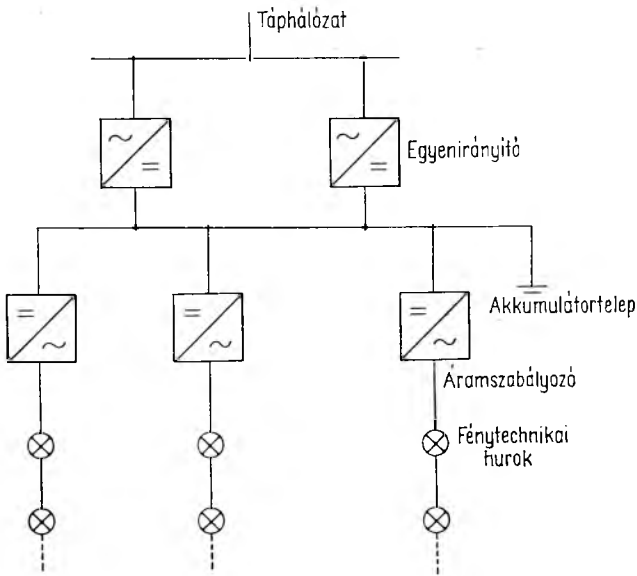 Táphálózat
Egyenirányító
Akkumulátortelep
Áramszabályozó
Fénytechnikai
hurok